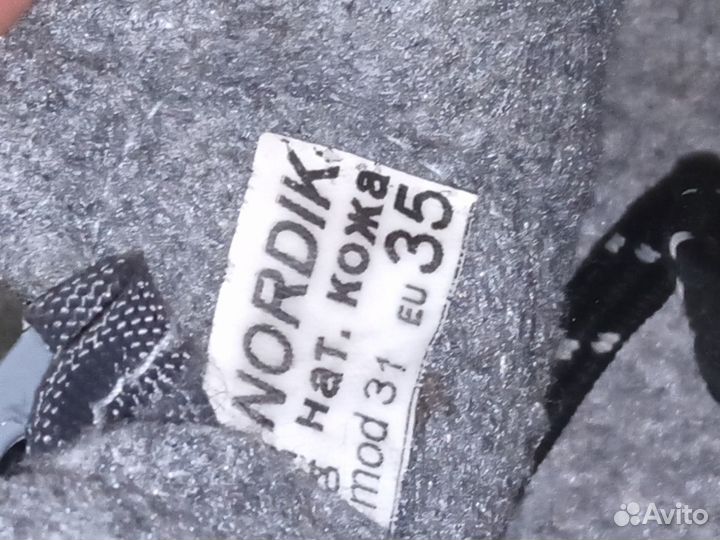 NORDIK
нат. кожа
mod 31 EU 35
Avito